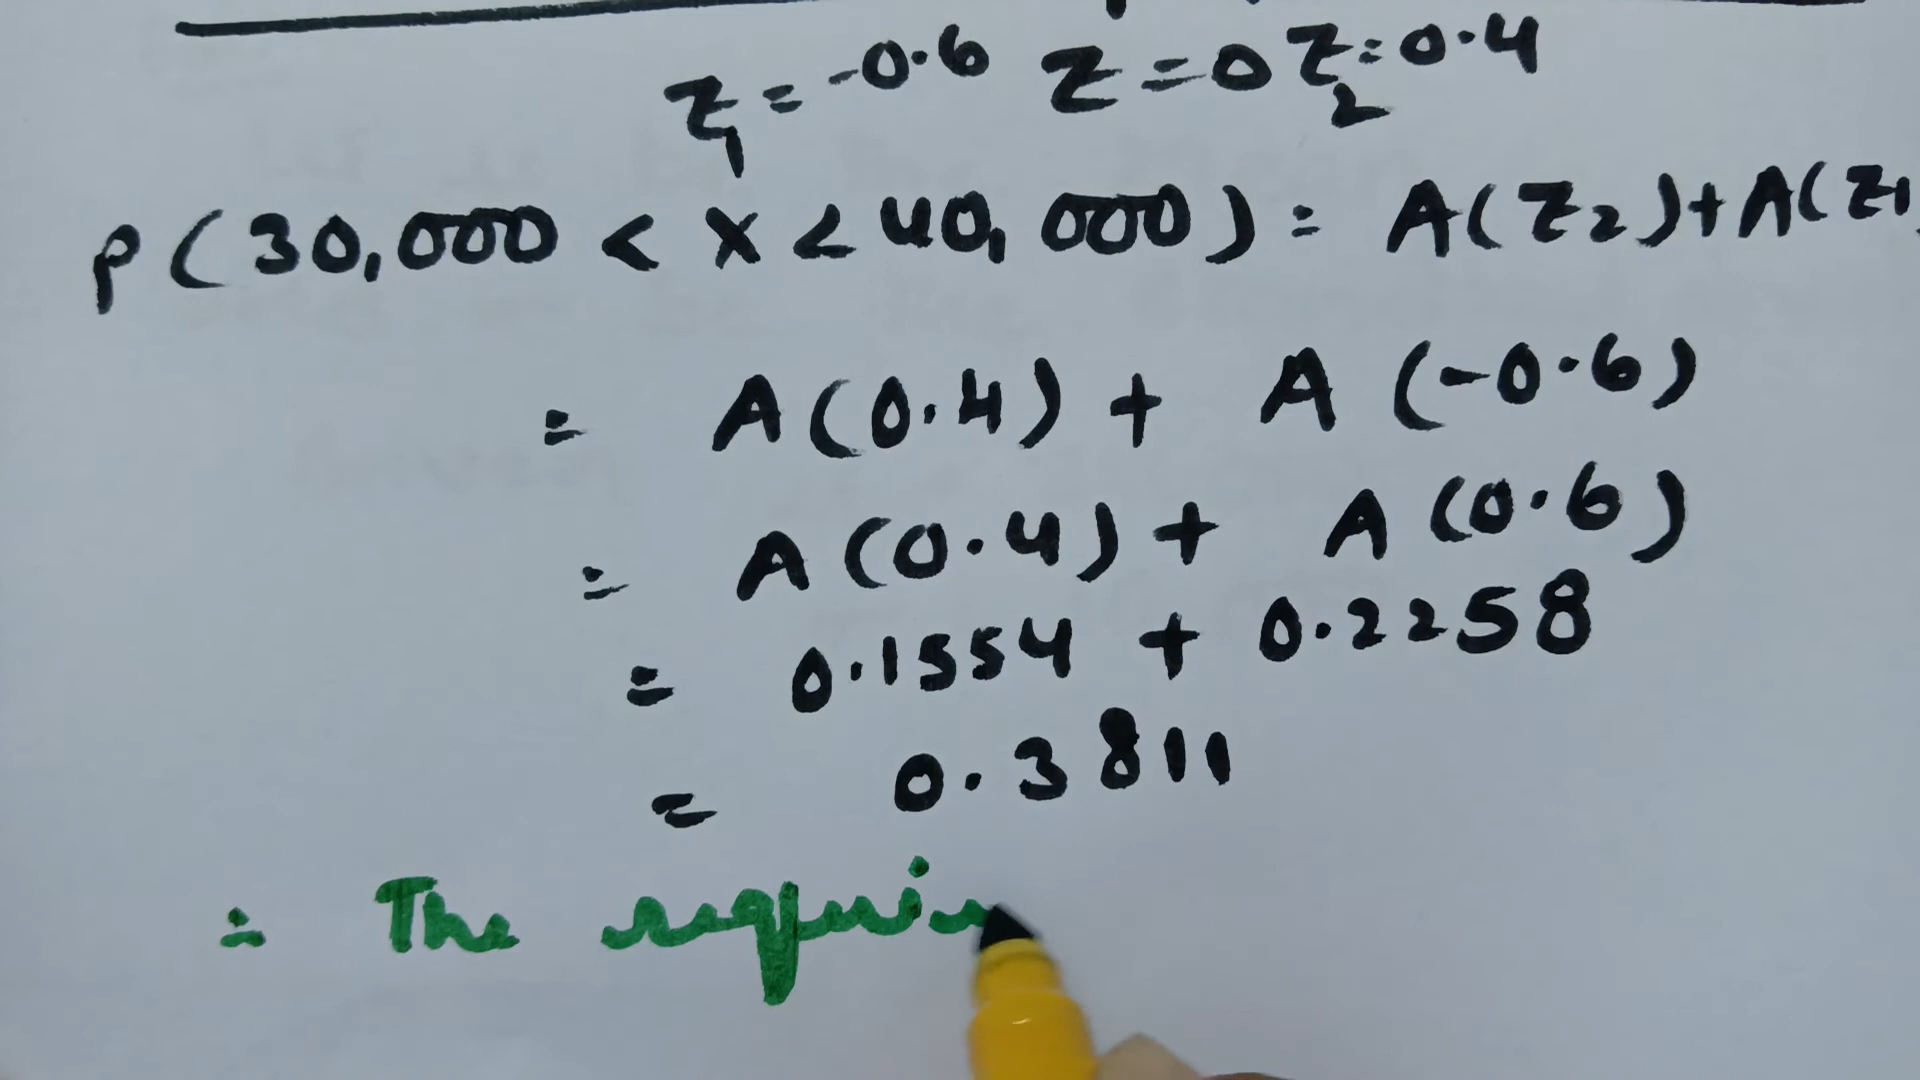 z₁ = -0.6 z = 0 z₂ = 0.4
P(30,000 < x < 40,000) = A(z₂) + A(z₁
= A(0.4) + A(-0.6)
= A(0.4) + A(0.6)
= 0.1554 + 0.2258
= 0.3811
∴ The requir